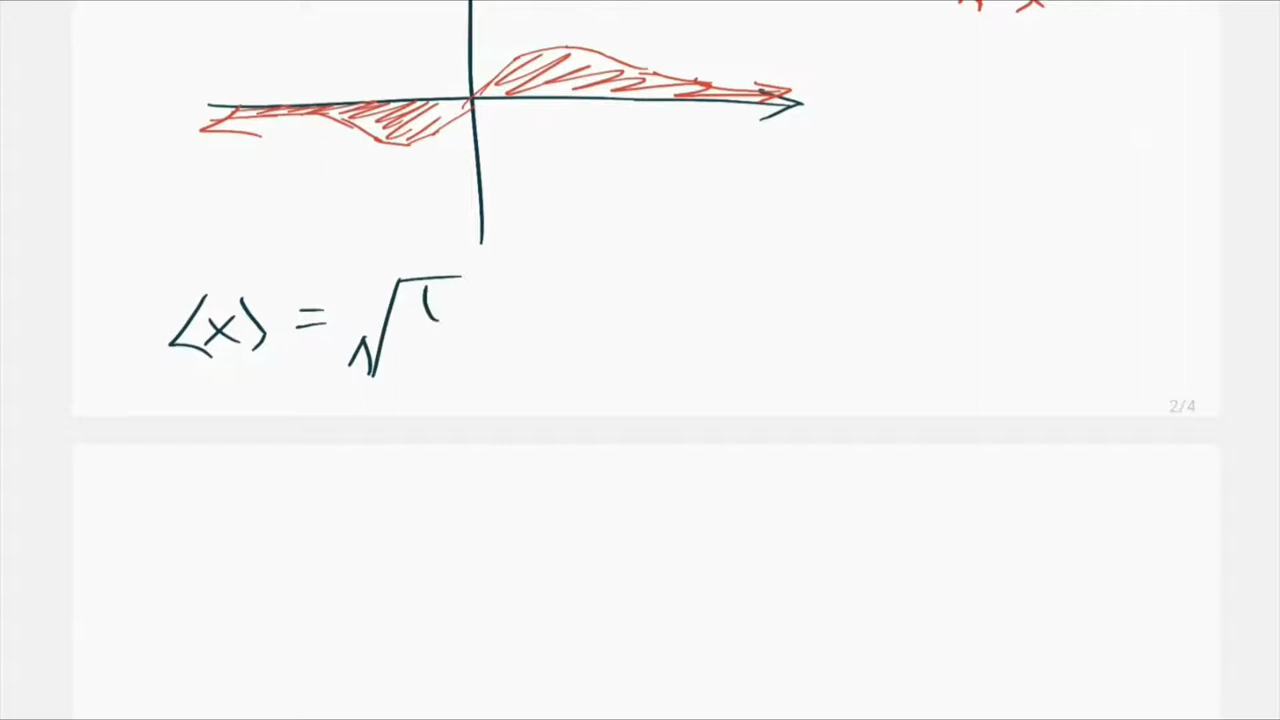 ⟨x⟩ = √(
2/4